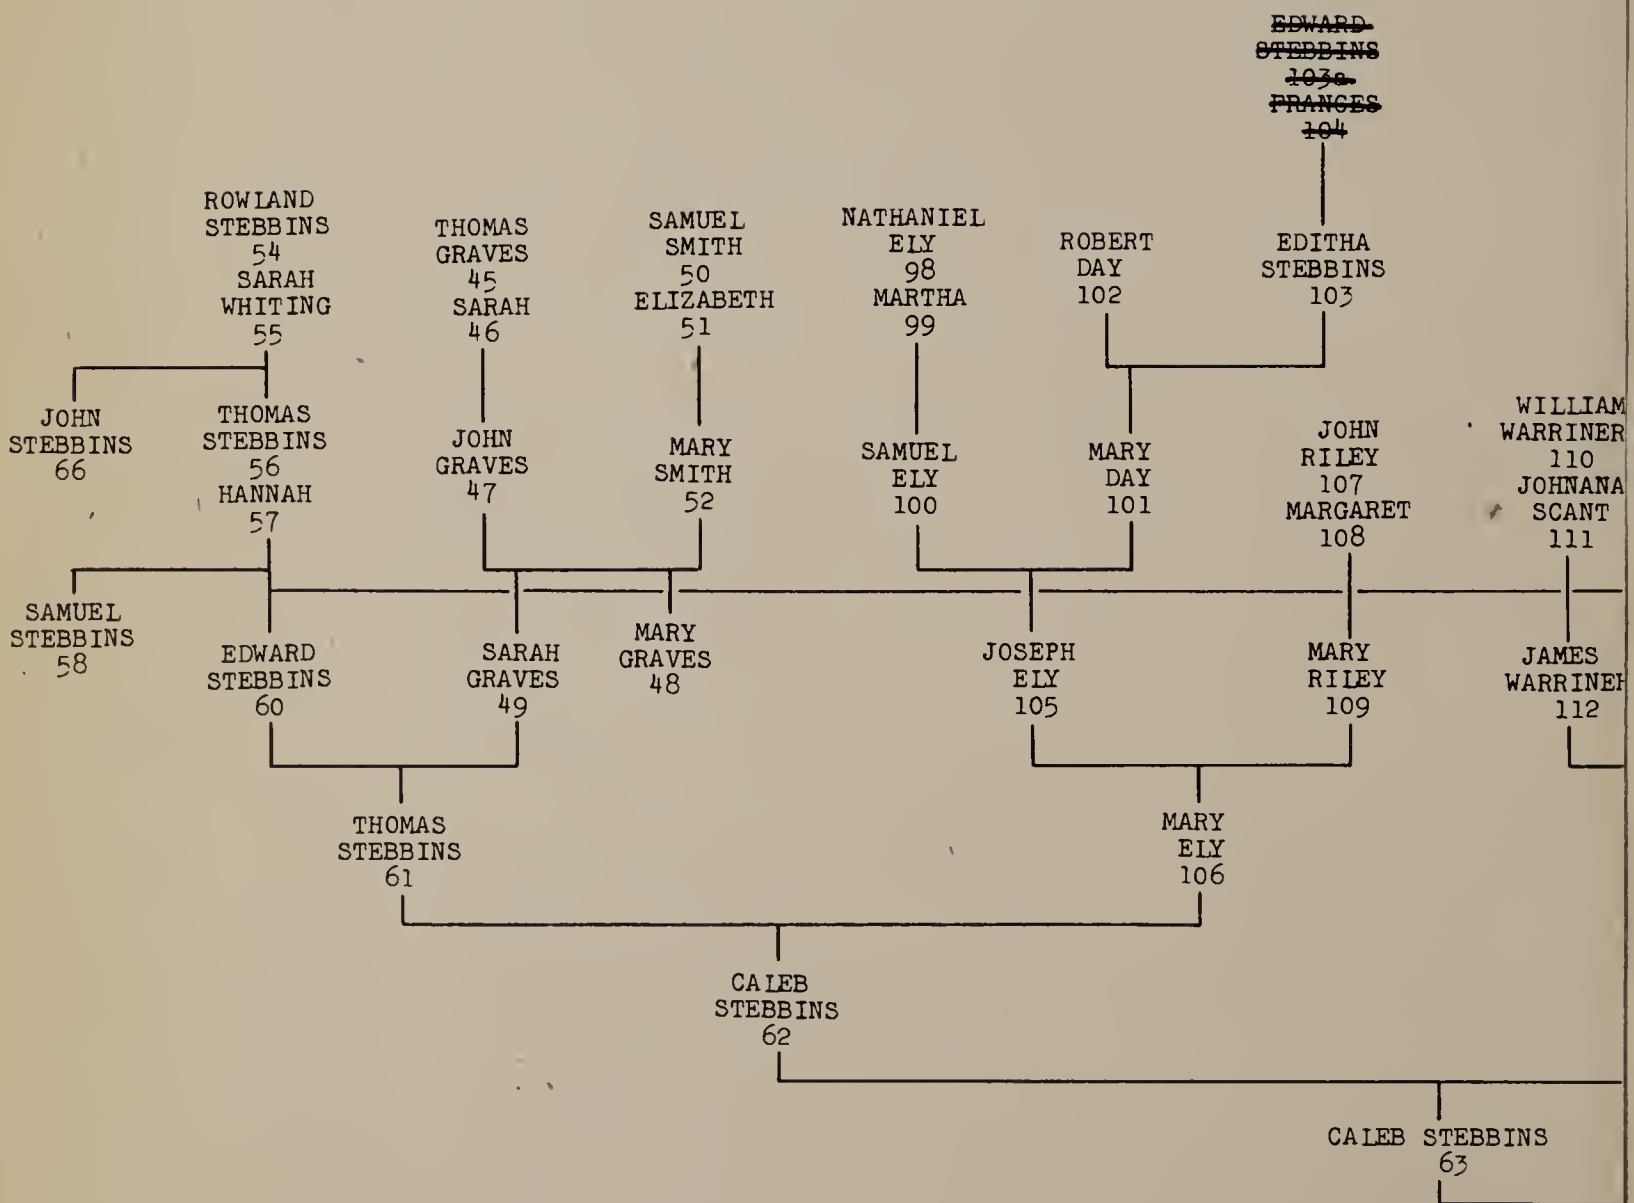 EDWARD
STEBBINS
103a
FRANCES
104
ROWLAND
STEBBINS
54
SARAH
WHITING
55
THOMAS
GRAVES
45
SARAH
46
SAMUEL
SMITH
50
ELIZABETH
51
NATHANIEL
ELY
98
MARTHA
99
ROBERT
DAY
102
EDITHA
STEBBINS
103
JOHN
STEBBINS
66
THOMAS
STEBBINS
56
HANNAH
57
JOHN
GRAVES
47
MARY
SMITH
52
SAMUEL
ELY
100
MARY
DAY
101
JOHN
RILEY
107
MARGARET
108
WILLIAM
WARRINER
110
JOHNANA
SCANT
111
SAMUEL
STEBBINS
58
EDWARD
STEBBINS
60
SARAH
GRAVES
49
MARY
GRAVES
48
JOSEPH
ELY
105
MARY
RILEY
109
JAMES
WARRINER
112
THOMAS
STEBBINS
61
MARY
ELY
106
CALEB
STEBBINS
62
CALEB STEBBINS
63